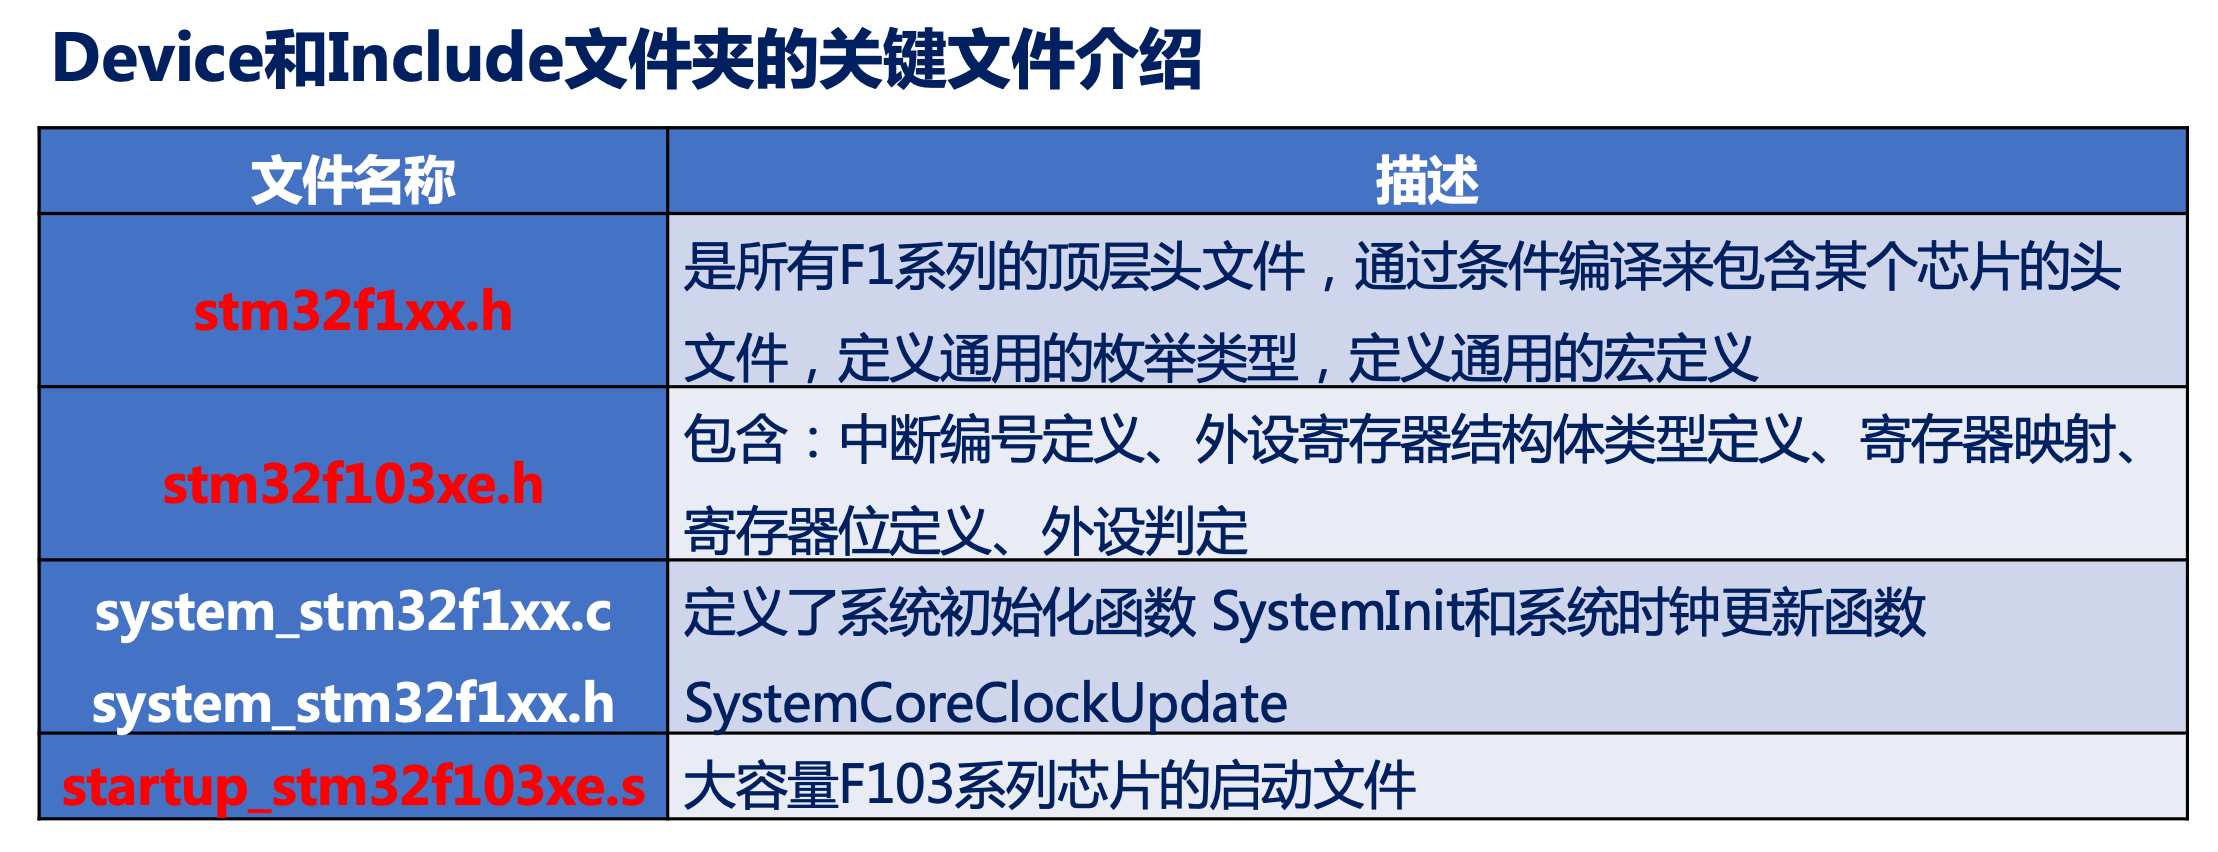 Device和Include文件夹的关键文件介绍
文件名称
描述
stm32f1xx.h
是所有F1系列的顶层头文件，通过条件编译来包含某个芯片的头
文件，定义通用的枚举类型，定义通用的宏定义
stm32f103xe.h
包含：中断编号定义、外设寄存器结构体类型定义、寄存器映射、
寄存器位定义、外设判定
system_stm32f1xx.c
system_stm32f1xx.h
定义了系统初始化函数 SystemInit和系统时钟更新函数
SystemCoreClockUpdate
startup_stm32f103xe.s
大容量F103系列芯片的启动文件